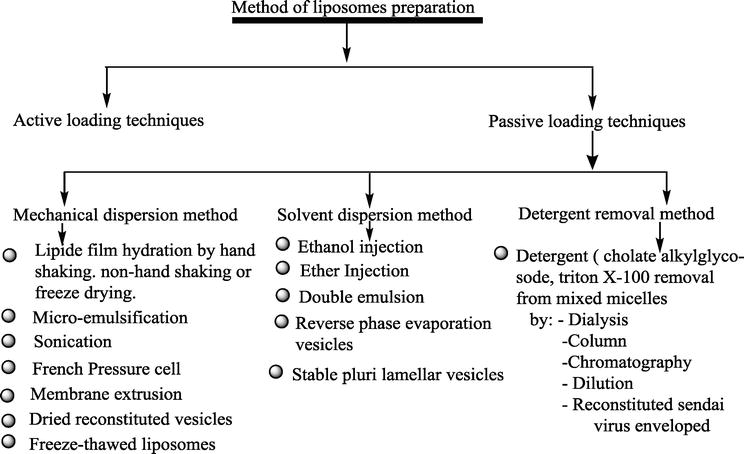 Method of liposomes preparation
Active loading techniques
Passive loading techniques
Mechanical dispersion method
Lipide film hydration by hand
shaking. non-hand shaking or
freeze drying.
Micro-emulsification
Sonication
French Pressure cell
Membrane extrusion
Dried reconstituted vesicles
Freeze-thawed liposomes
Solvent dispersion method
Ethanol injection
Ether Injection
Double emulsion
Reverse phase evaporation
vesicles
Stable pluri lamellar vesicles
Detergent removal method
Detergent ( cholate alkylglyco-
sode, triton X-100 removal
from mixed micelles
by: - Dialysis
-Column
-Chromatography
- Dilution
- Reconstituted sendai
virus enveloped